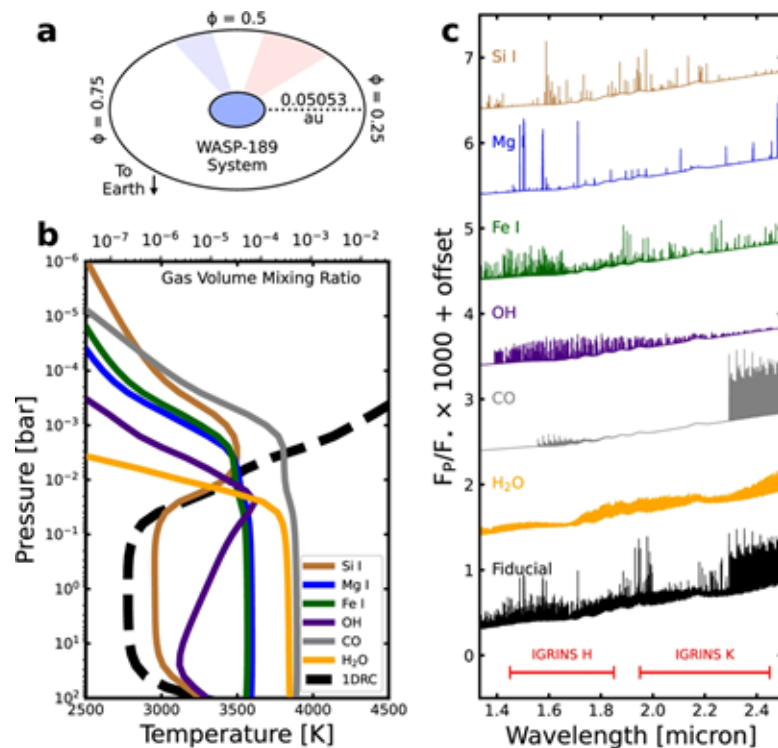 a
ϕ = 0.5
ϕ = 0.75
0.05053
au
ϕ = 0.25
WASP-189
System
To
Earth
b
10⁻⁷ 10⁻⁶ 10⁻⁵ 10⁻⁴ 10⁻³ 10⁻²
Gas Volume Mixing Ratio
10⁻⁶
10⁻⁵
10⁻⁴
10⁻³
10⁻²
10⁻¹
10⁰
10¹
10²
Pressure [bar]
Si I
Mg I
Fe I
OH
CO
H₂O
1DRC
2500 3000 3500 4000 4500
Temperature [K]
c
7
6
5
4
3
2
1
0
Fₚ/F⋆ × 1000 + offset
Si I
Mg I
Fe I
OH
CO
H₂O
Fiducial
IGRINS H IGRINS K
1.4 1.6 1.8 2.0 2.2 2.4
Wavelength [micron]